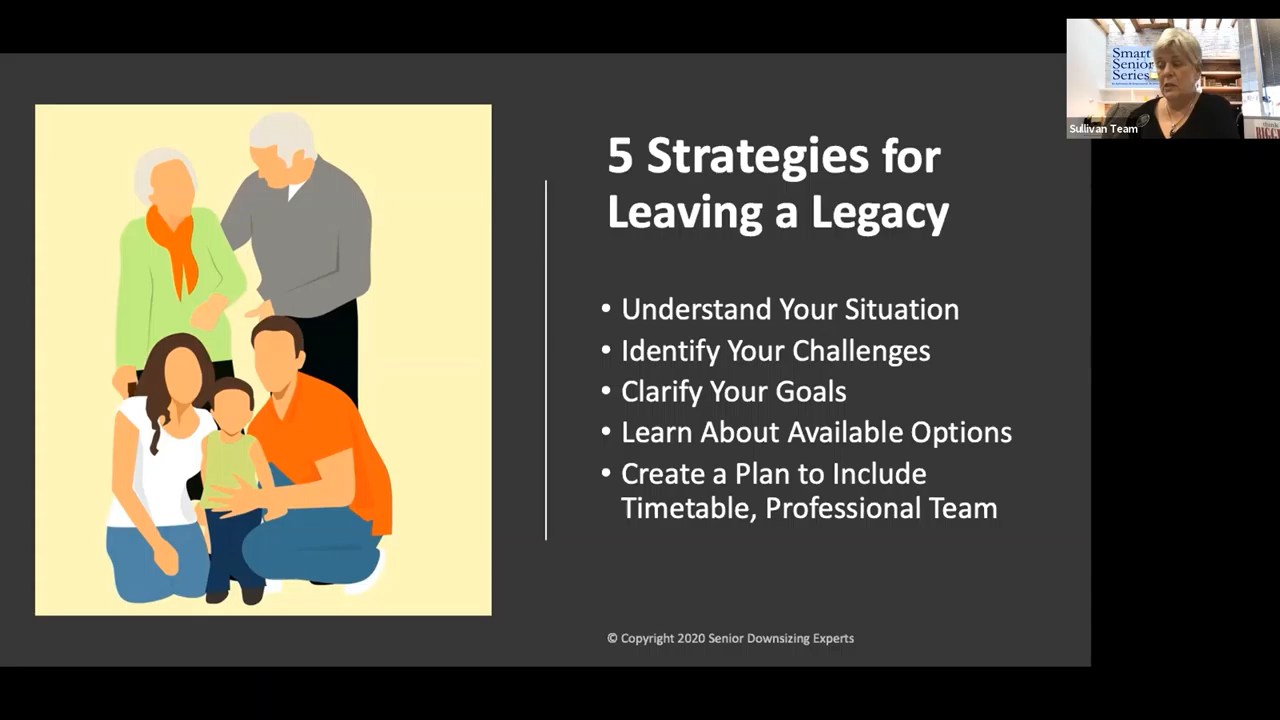 5 Strategies for
Leaving a Legacy
• Understand Your Situation
• Identify Your Challenges
• Clarify Your Goals
• Learn About Available Options
• Create a Plan to Include
Timetable, Professional Team
© Copyright 2020 Senior Downsizing Experts
Smart
Senior
Series
Sullivan Team
think